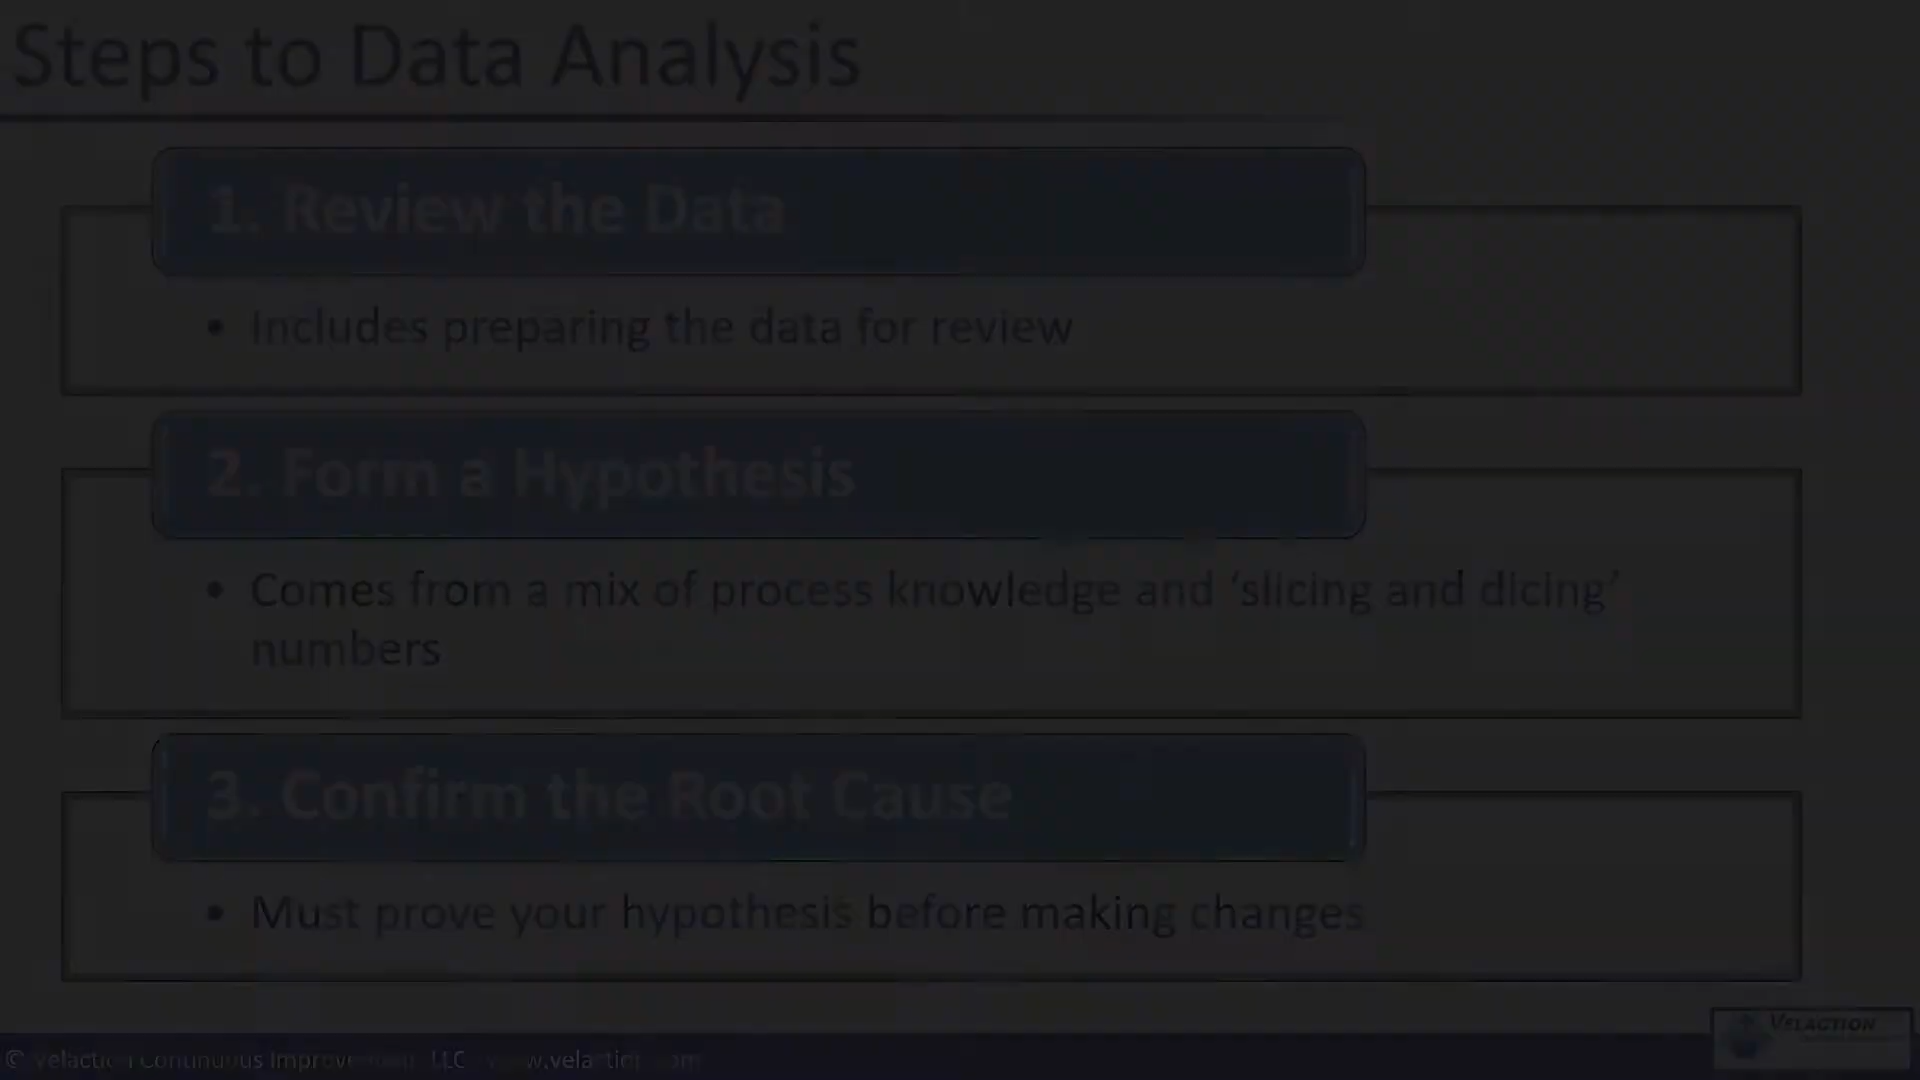 Steps to Data Analysis
1. Review the Data
• Includes preparing the data for review
2. Form a Hypothesis
• Comes from a mix of process knowledge and ‘slicing and dicing’
numbers
3. Confirm the Root Cause
• Must prove your hypothesis before making changes
VELACTION
© Velaction Continuous Improvement, LLC www.velaction.com